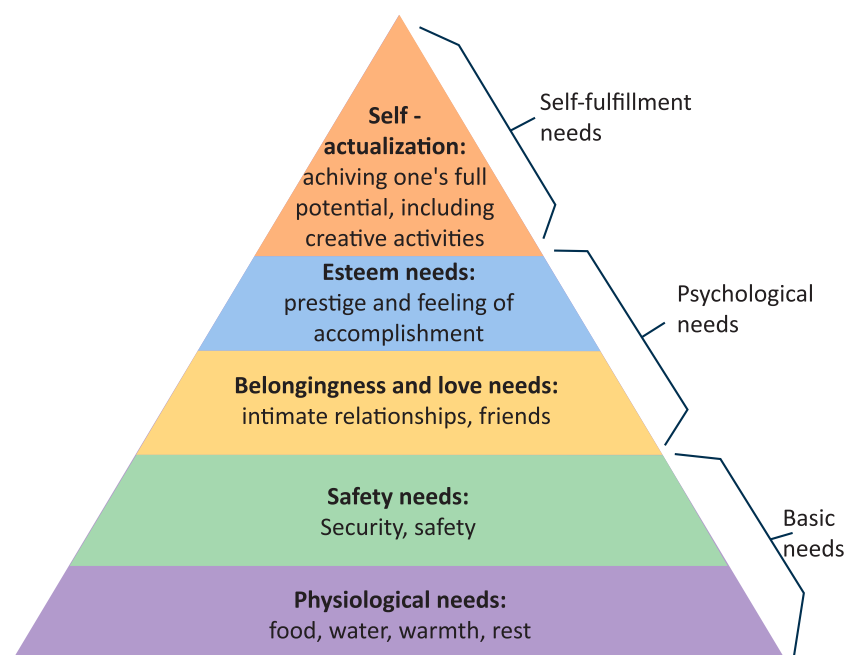 Self -
actualization:
achiving one's full
potential, including
creative activities
Self-fulfillment
needs
Esteem needs:
prestige and feeling of
accomplishment
Psychological
needs
Belongingness and love needs:
intimate relationships, friends
Safety needs:
Security, safety
Basic
needs
Physiological needs:
food, water, warmth, rest